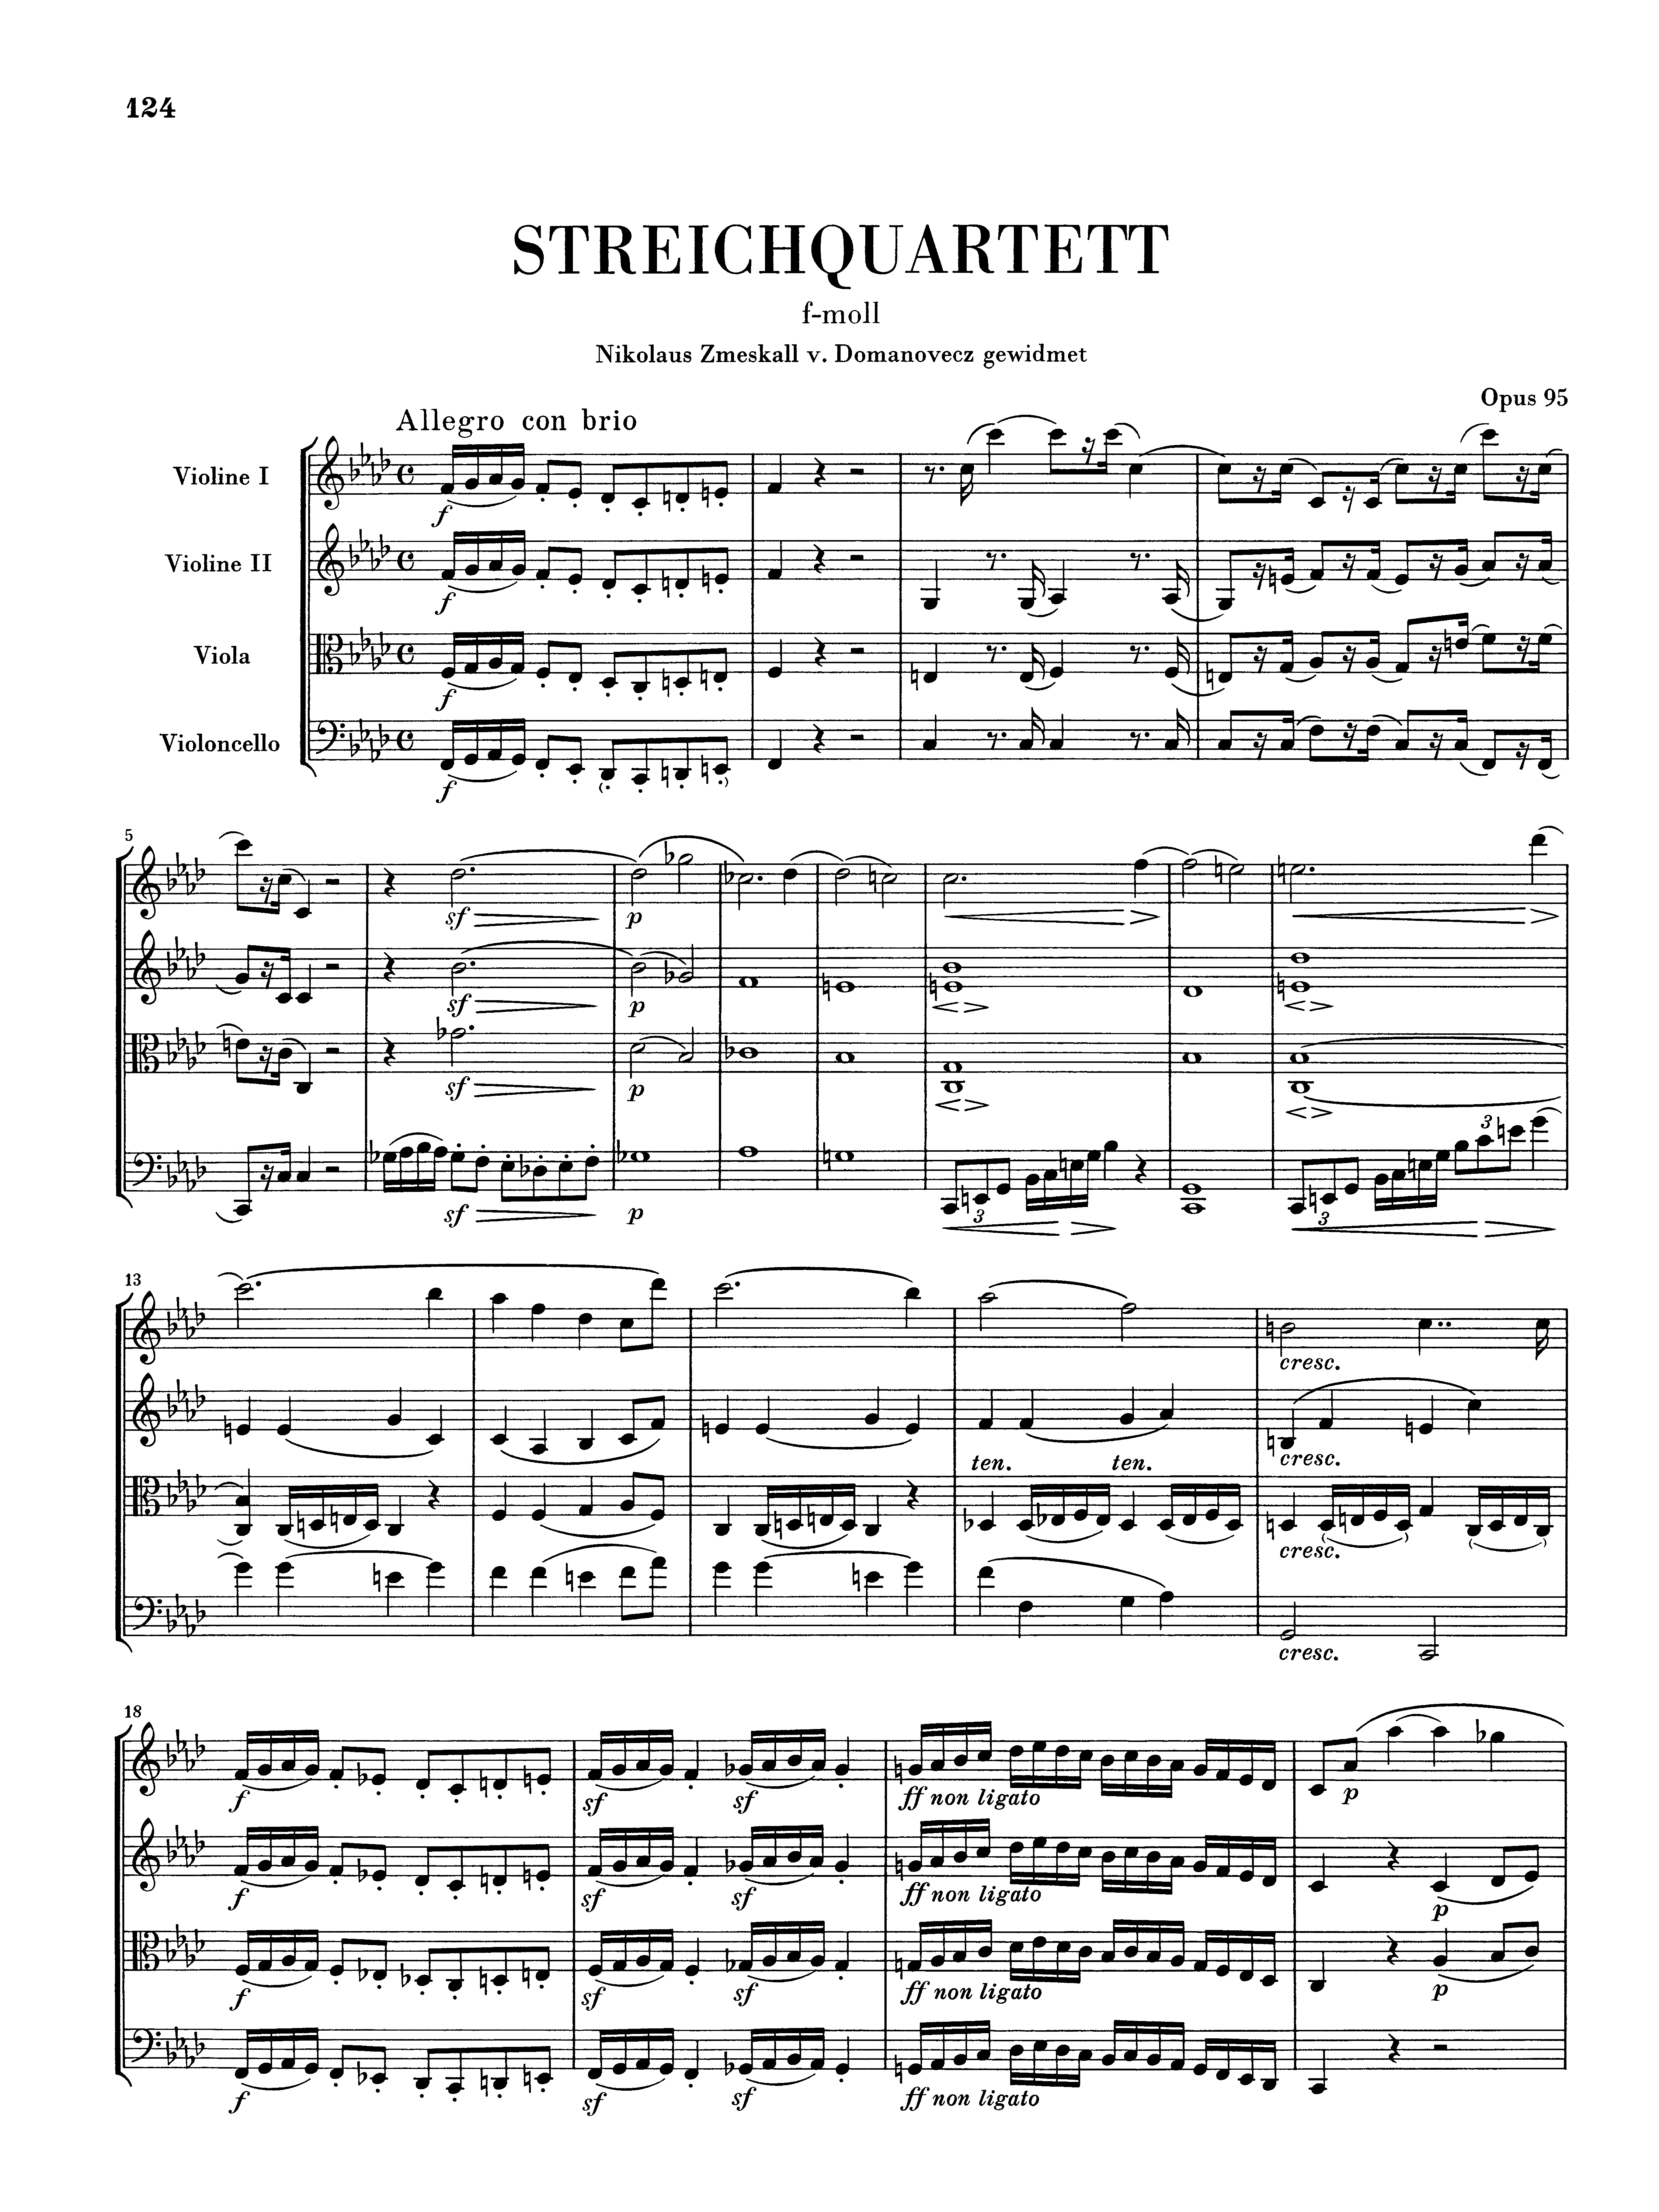 124
STREICHQUARTETT
f-moll
Nikolaus Zmeskall v. Domanovecz gewidmet
Opus 95
Allegro con brio
Violine I
f
Violine II
f
Viola
f
Violoncello
f
5
sf p
sf p
sf p
sf p 3 3 3
13
cresc.
cresc.
ten. ten.
cresc.
cresc.
18
f sf sf ff non ligato p
f sf sf ff non ligato p
f sf sf ff non ligato p
f sf sf ff non ligato